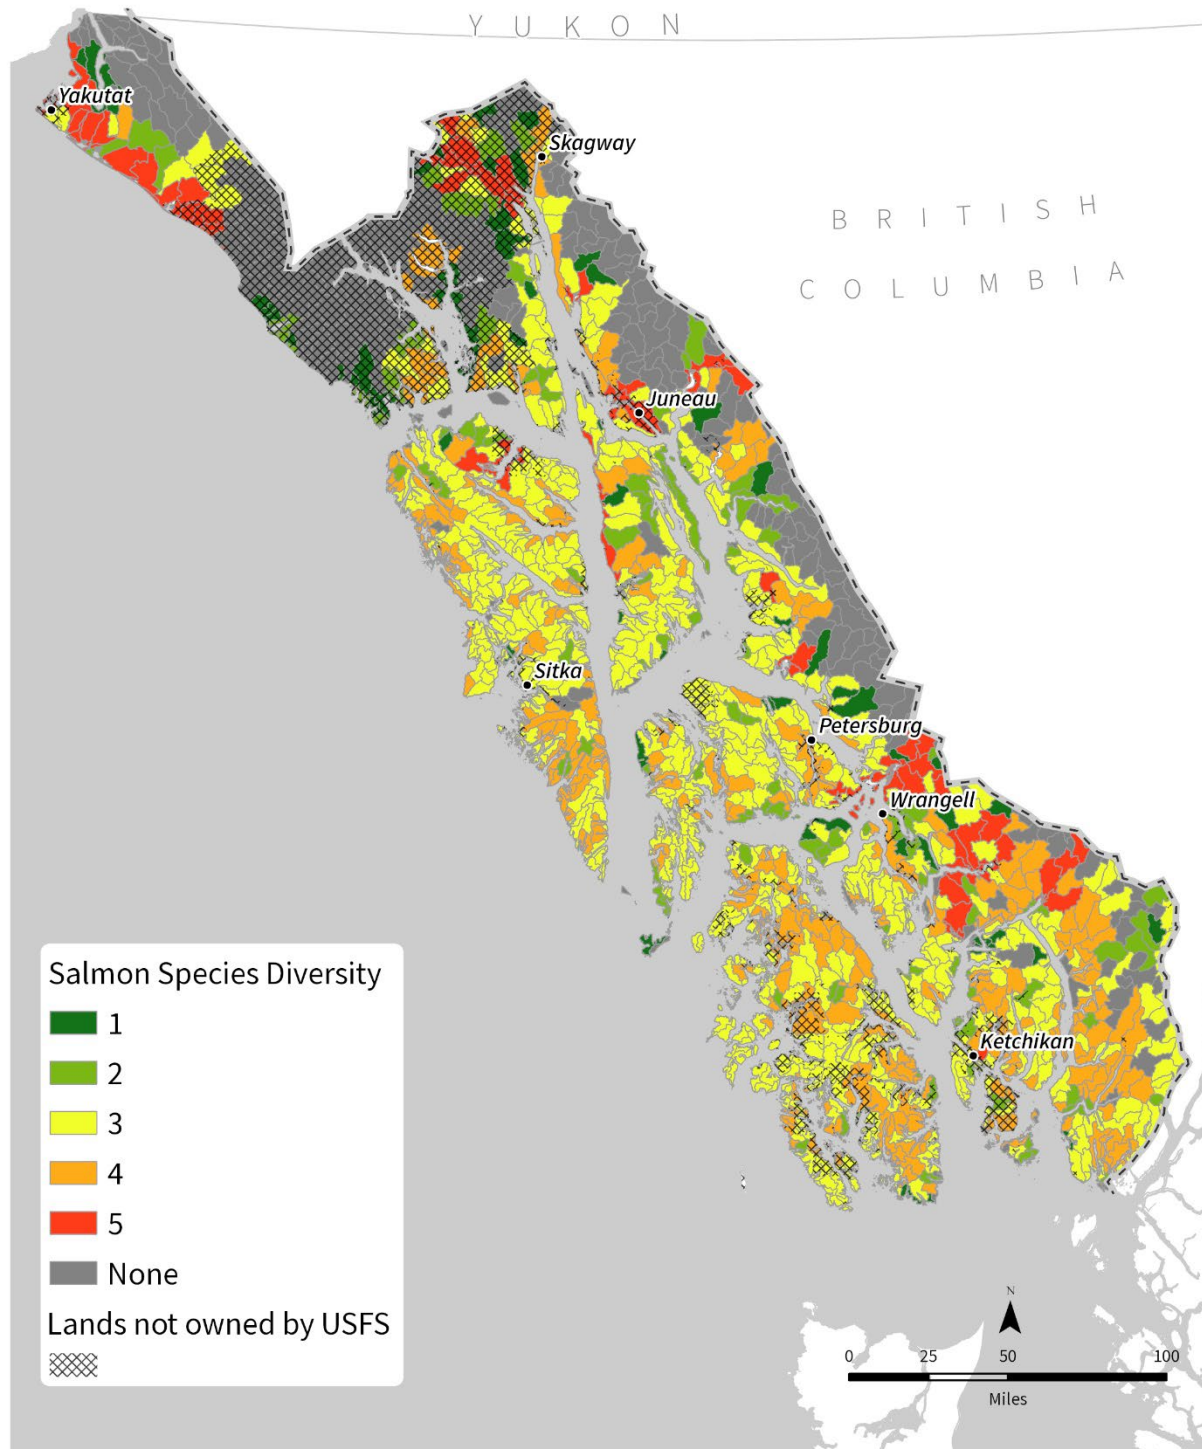 YUKON
Yakutat
Skagway
BRITISH
COLUMBIA
Juneau
Sitka
Petersburg
Wrangell
Ketchikan
Salmon Species Diversity
1
2
3
4
5
None
Lands not owned by USFS
N
0 25 50 100
Miles